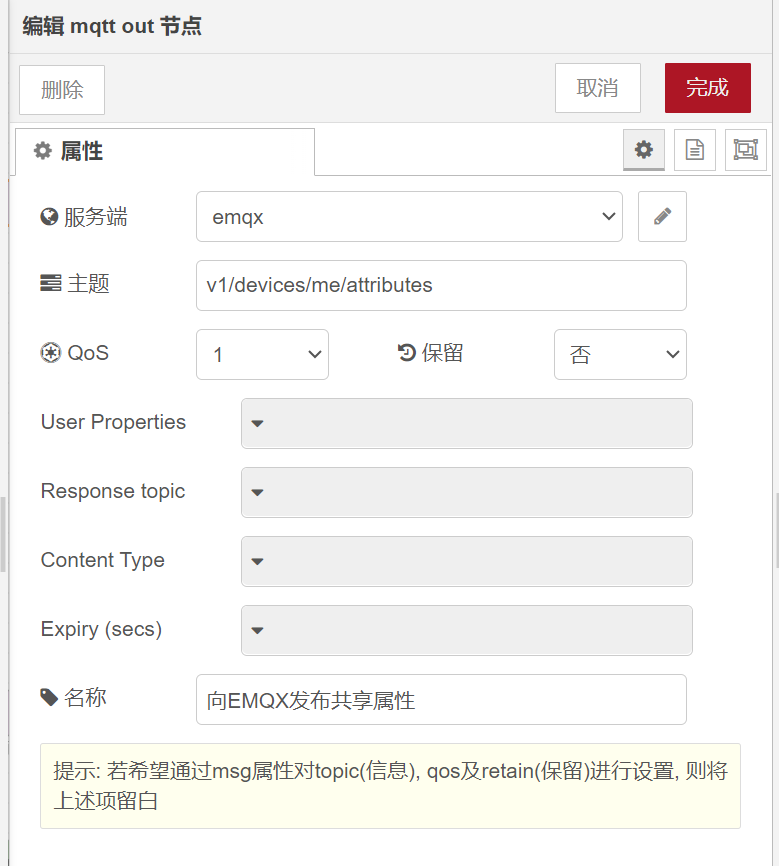 编辑 mqtt out 节点
删除
取消
完成
属性
服务端
emqx
主题
v1/devices/me/attributes
QoS
1
保留
否
User Properties
Response topic
Content Type
Expiry (secs)
名称
向EMQX发布共享属性
提示: 若希望通过msg属性对topic(信息), qos及retain(保留)进行设置, 则将
上述项留白